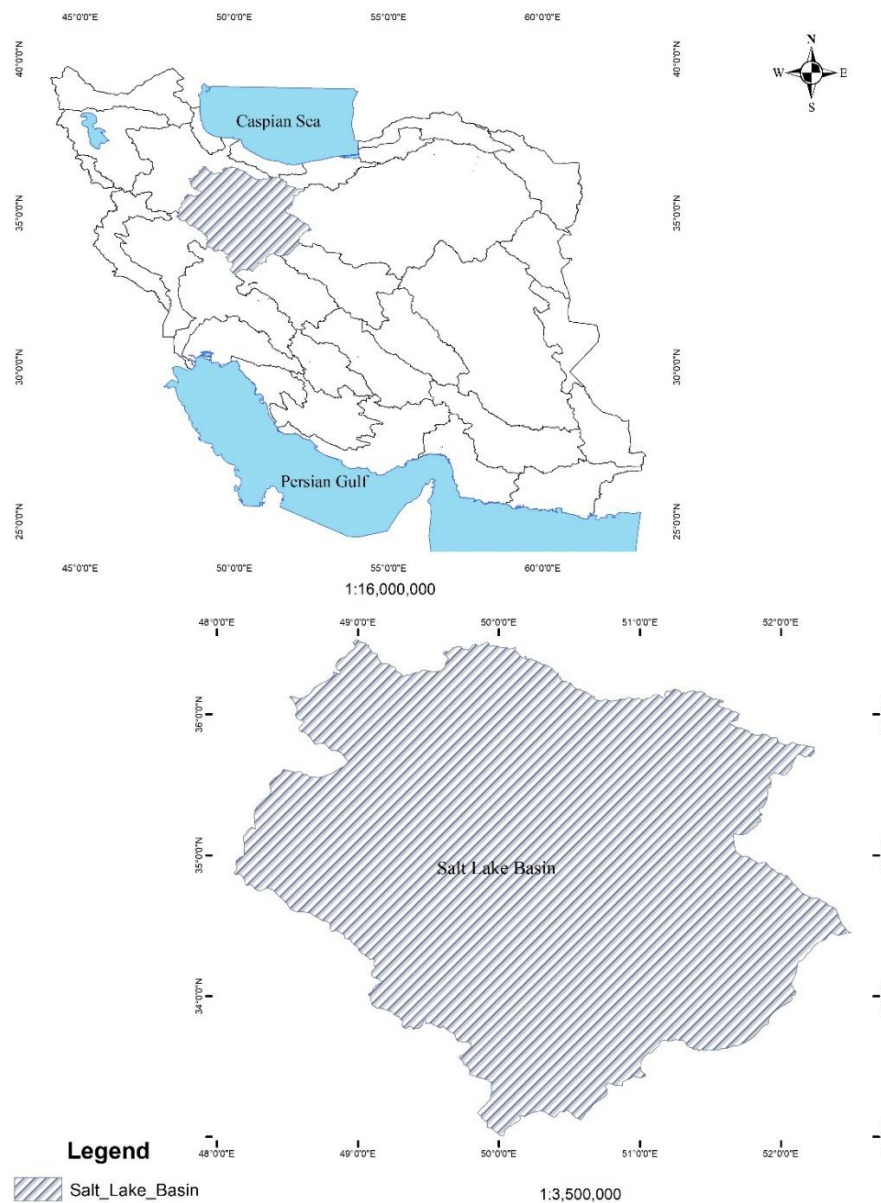 45°0'0"E 50°0'0"E 55°0'0"E 60°0'0"E
40°0'0"N 40°0'0"N
N
W E
S
Caspian Sea
35°0'0"N 35°0'0"N
30°0'0"N 30°0'0"N
Persian Gulf
25°0'0"N 25°0'0"N
45°0'0"E 50°0'0"E 55°0'0"E 60°0'0"E
1:16,000,000
48°0'0"E 49°0'0"E 50°0'0"E 51°0'0"E 52°0'0"E
36°0'0"N
35°0'0"N
Salt Lake Basin
34°0'0"N
48°0'0"E 49°0'0"E 50°0'0"E 51°0'0"E 52°0'0"E
Legend
Salt_Lake_Basin
1:3,500,000